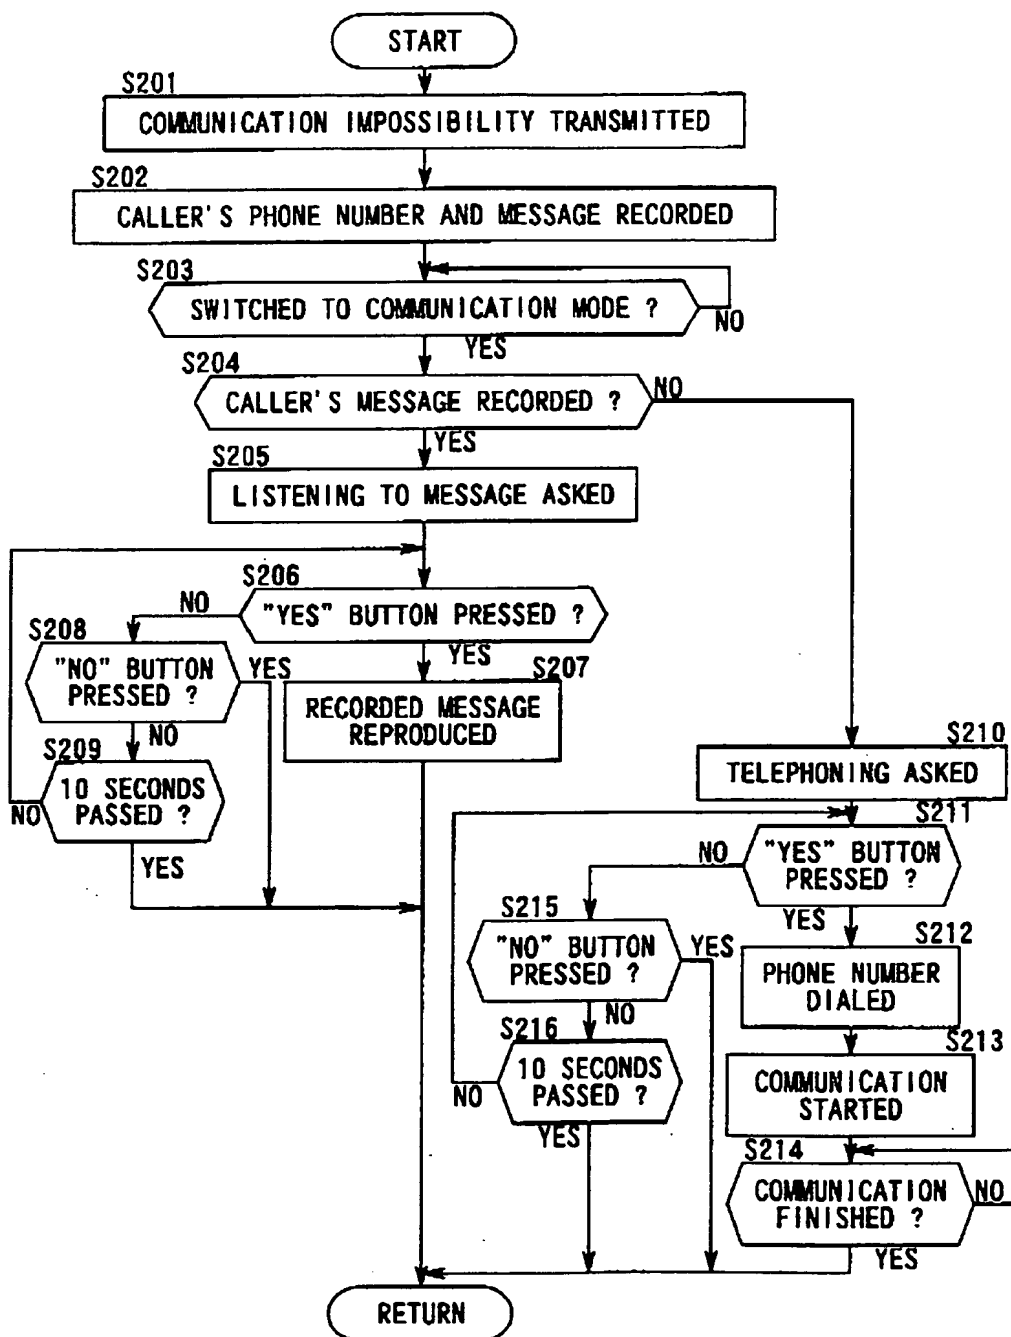 START
S201
COMMUNICATION IMPOSSIBILITY TRANSMITTED
S202
CALLER'S PHONE NUMBER AND MESSAGE RECORDED
S203
SWITCHED TO COMMUNICATION MODE ?
NO
YES
S204
CALLER'S MESSAGE RECORDED ?
NO
YES
S205
LISTENING TO MESSAGE ASKED
S206
"YES" BUTTON PRESSED ?
NO
YES
S207
RECORDED MESSAGE
REPRODUCED
S208
"NO" BUTTON
PRESSED ?
YES
NO
S209
10 SECONDS
PASSED ?
NO
YES
S210
TELEPHONING ASKED
S211
"YES" BUTTON
PRESSED ?
NO
YES
S212
PHONE NUMBER
DIALED
S213
COMMUNICATION
STARTED
S214
COMMUNICATION
FINISHED ?
NO
YES
S215
"NO" BUTTON
PRESSED ?
YES
NO
S216
10 SECONDS
PASSED ?
NO
YES
RETURN